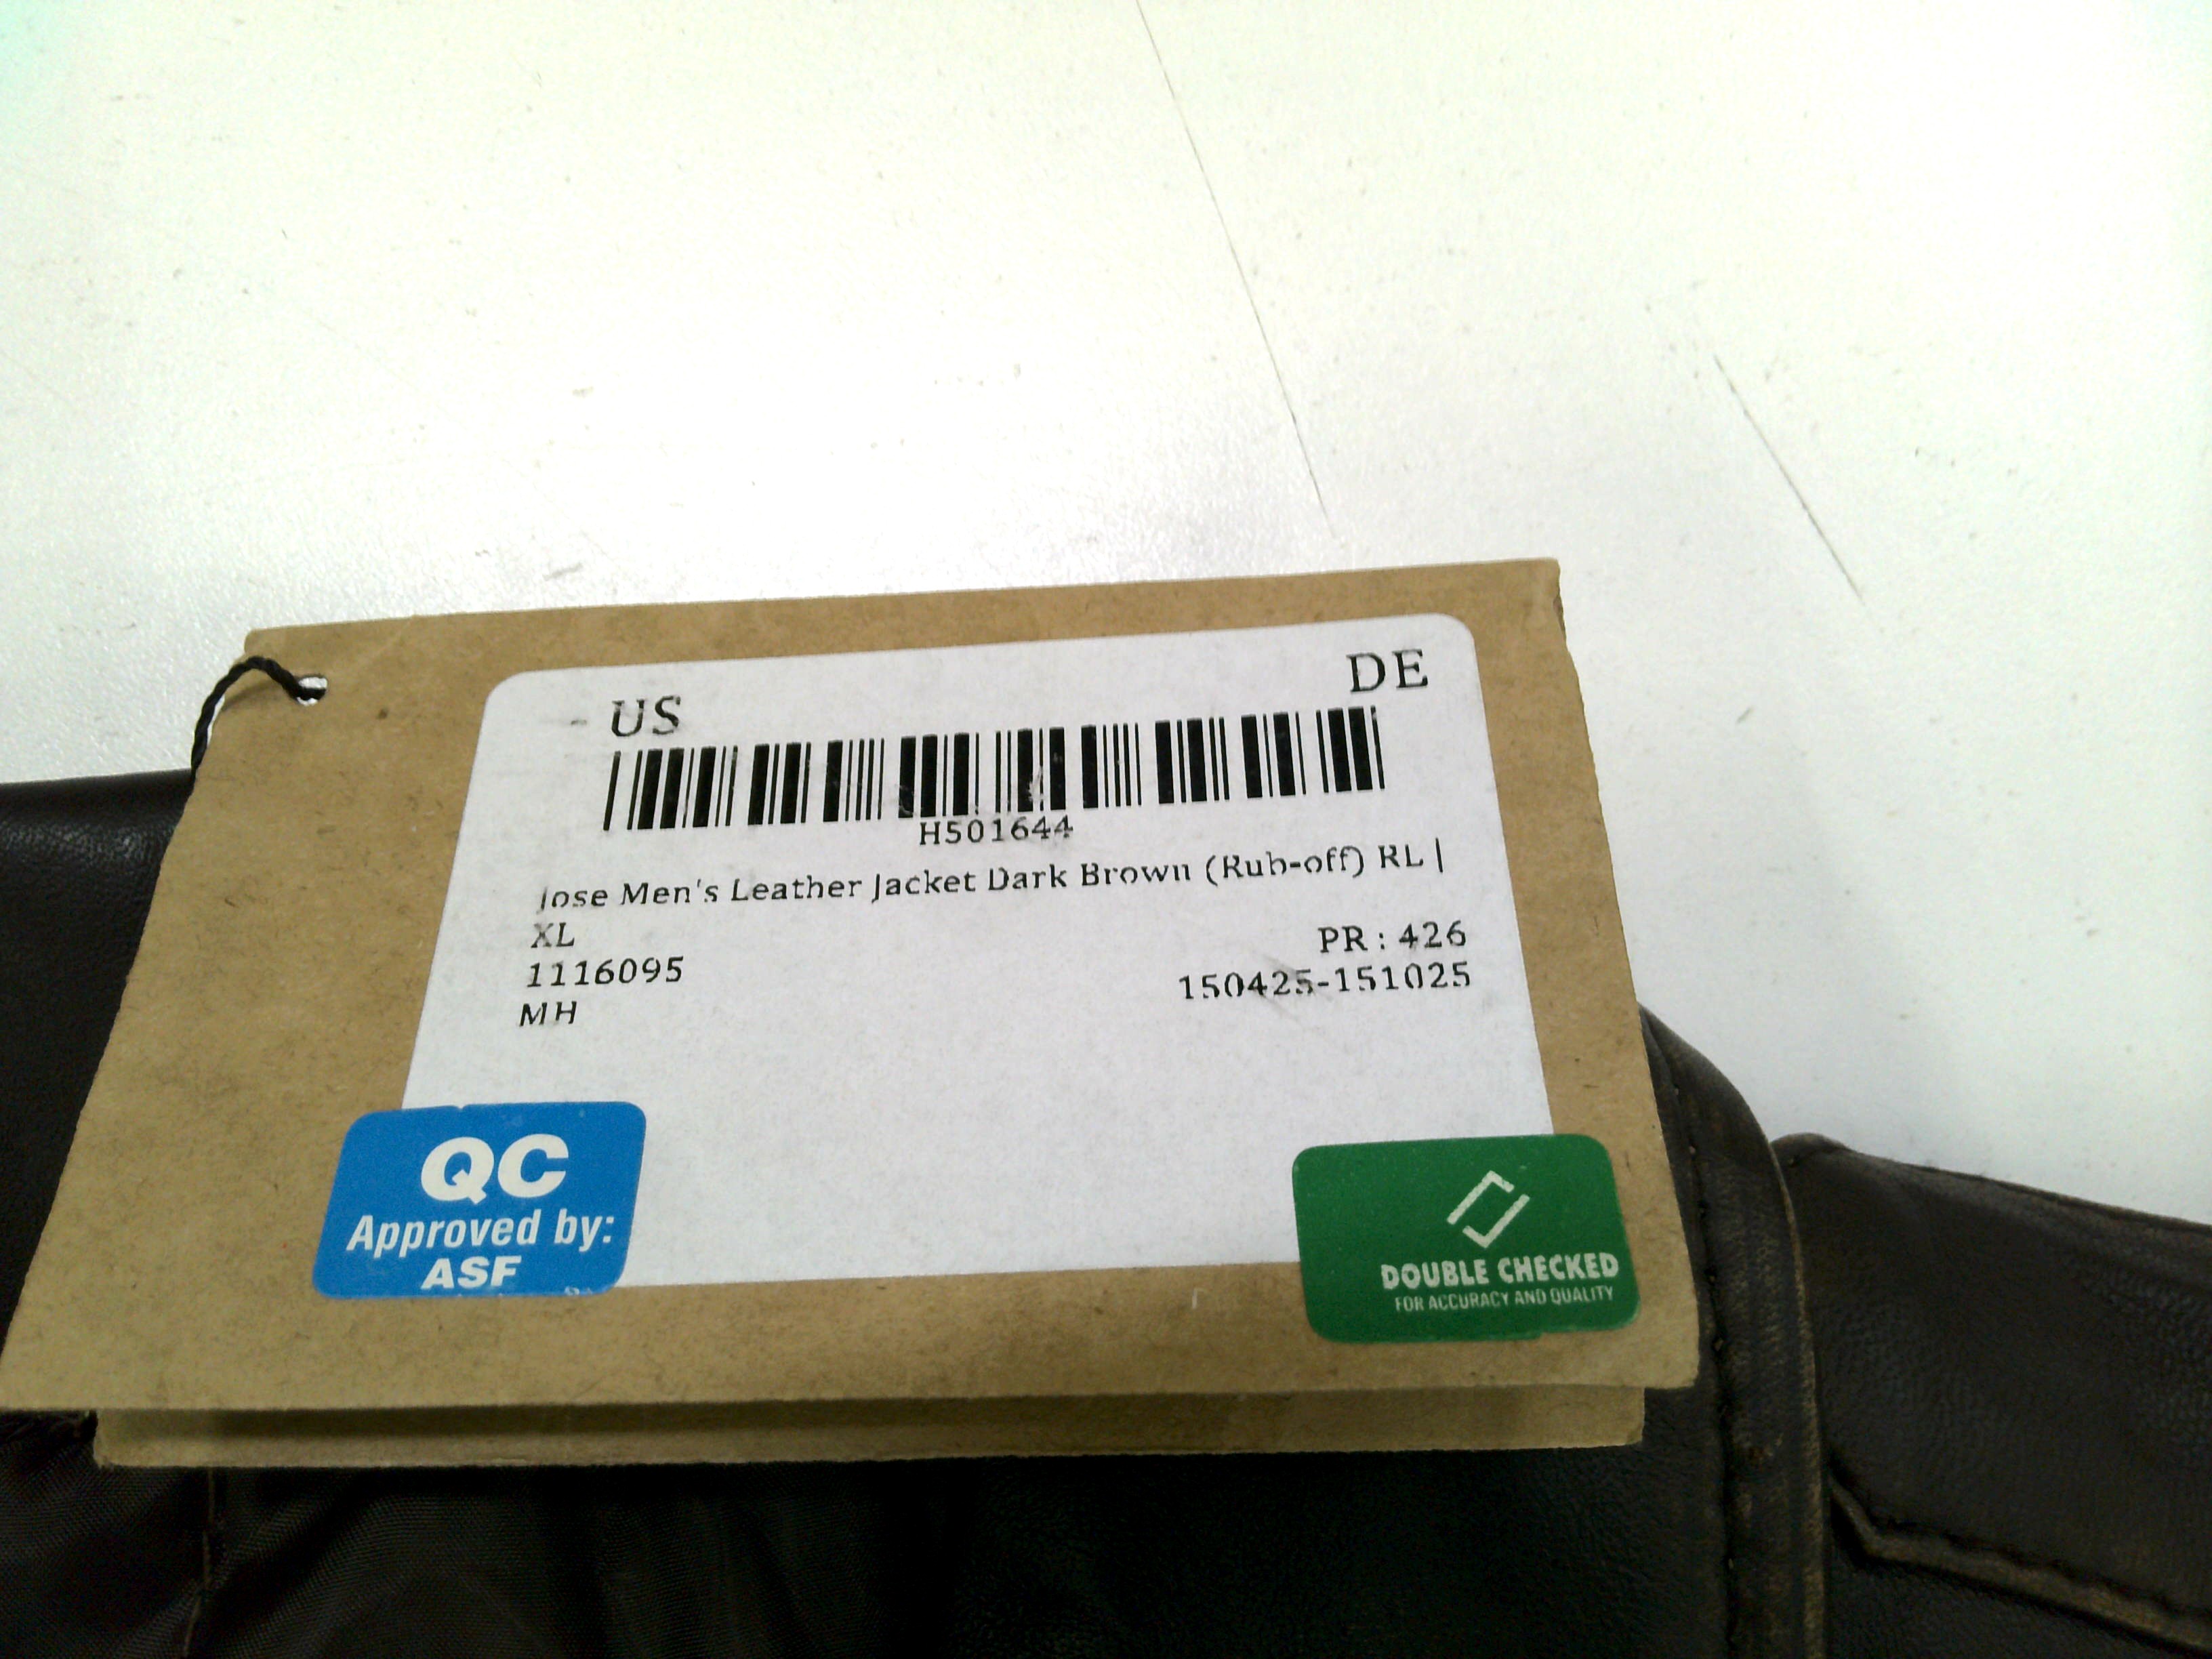 US DE
H501644
Jose Men's Leather Jacket Dark Brown (Rub-off) RL |
XL
PR : 426
1116095
150425-151025
MH
QC
Approved by:
ASF
DOUBLE CHECKED
FOR ACCURACY AND QUALITY